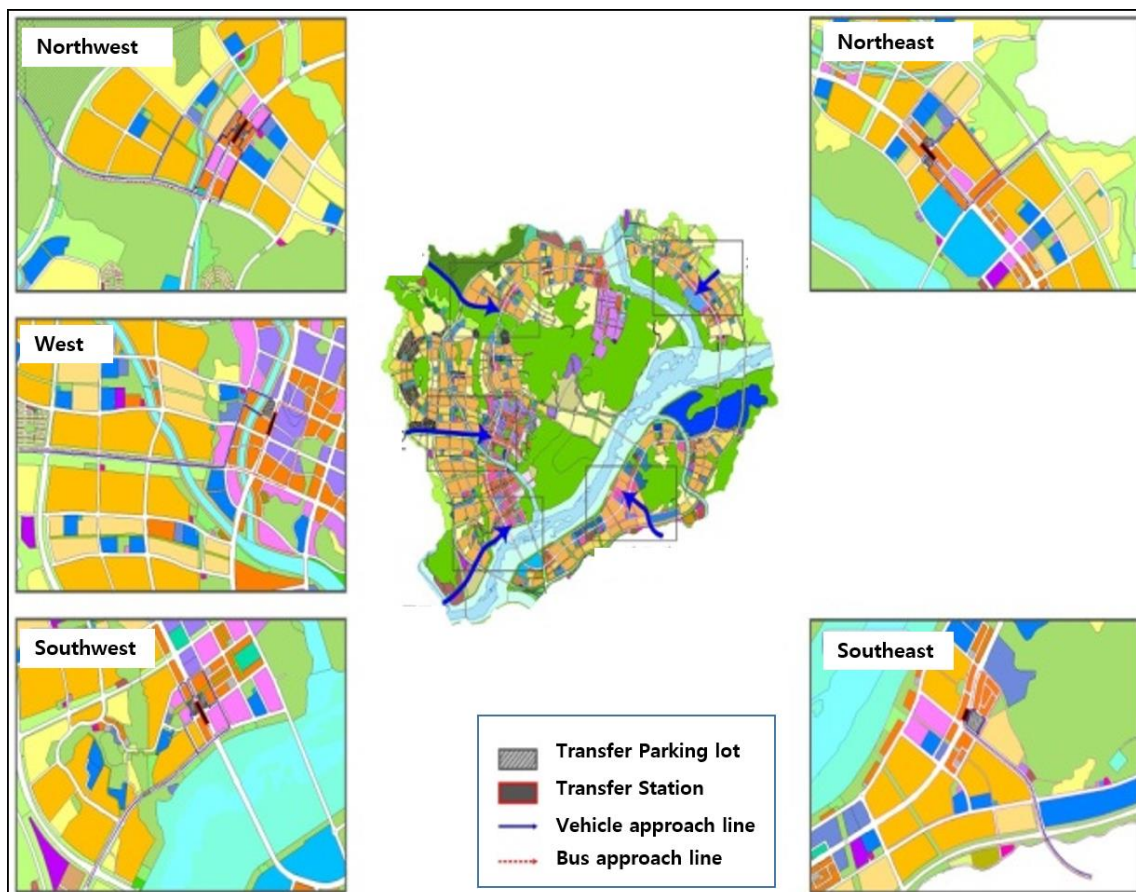 Northwest
Northeast
West
Southwest
Southeast
Transfer Parking lot
Transfer Station
Vehicle approach line
Bus approach line